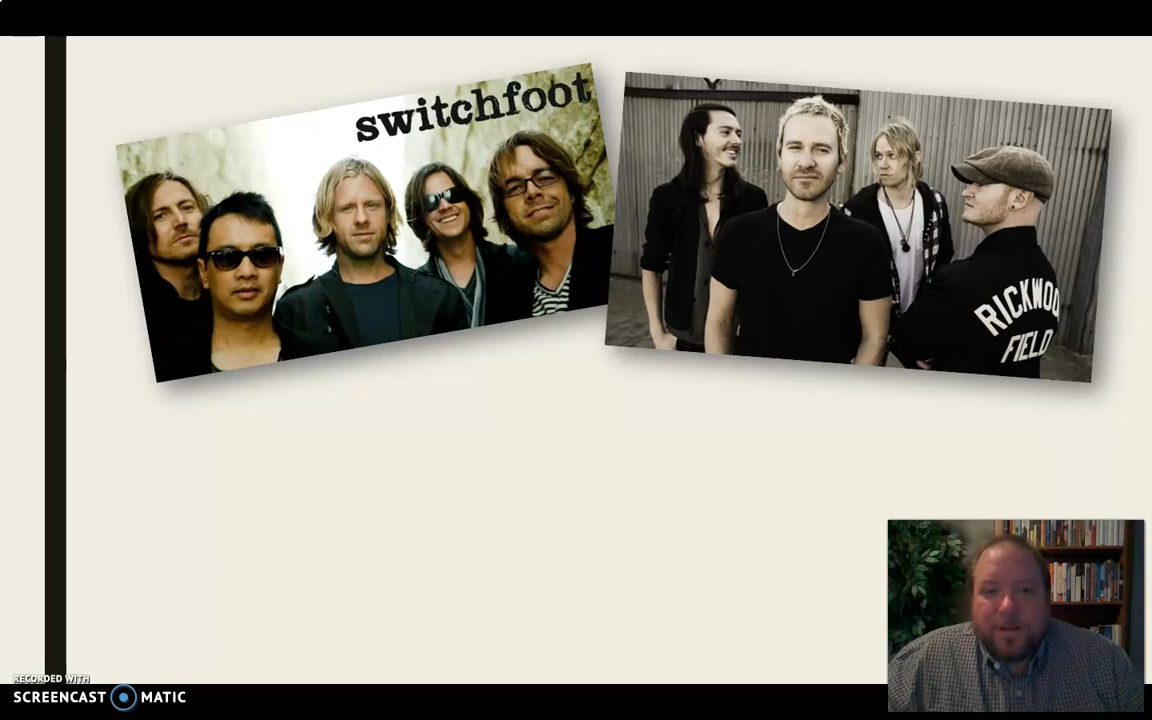 switchfoot
RICKWOO
FIELD
RECORDED WITH
SCREENCAST MATIC